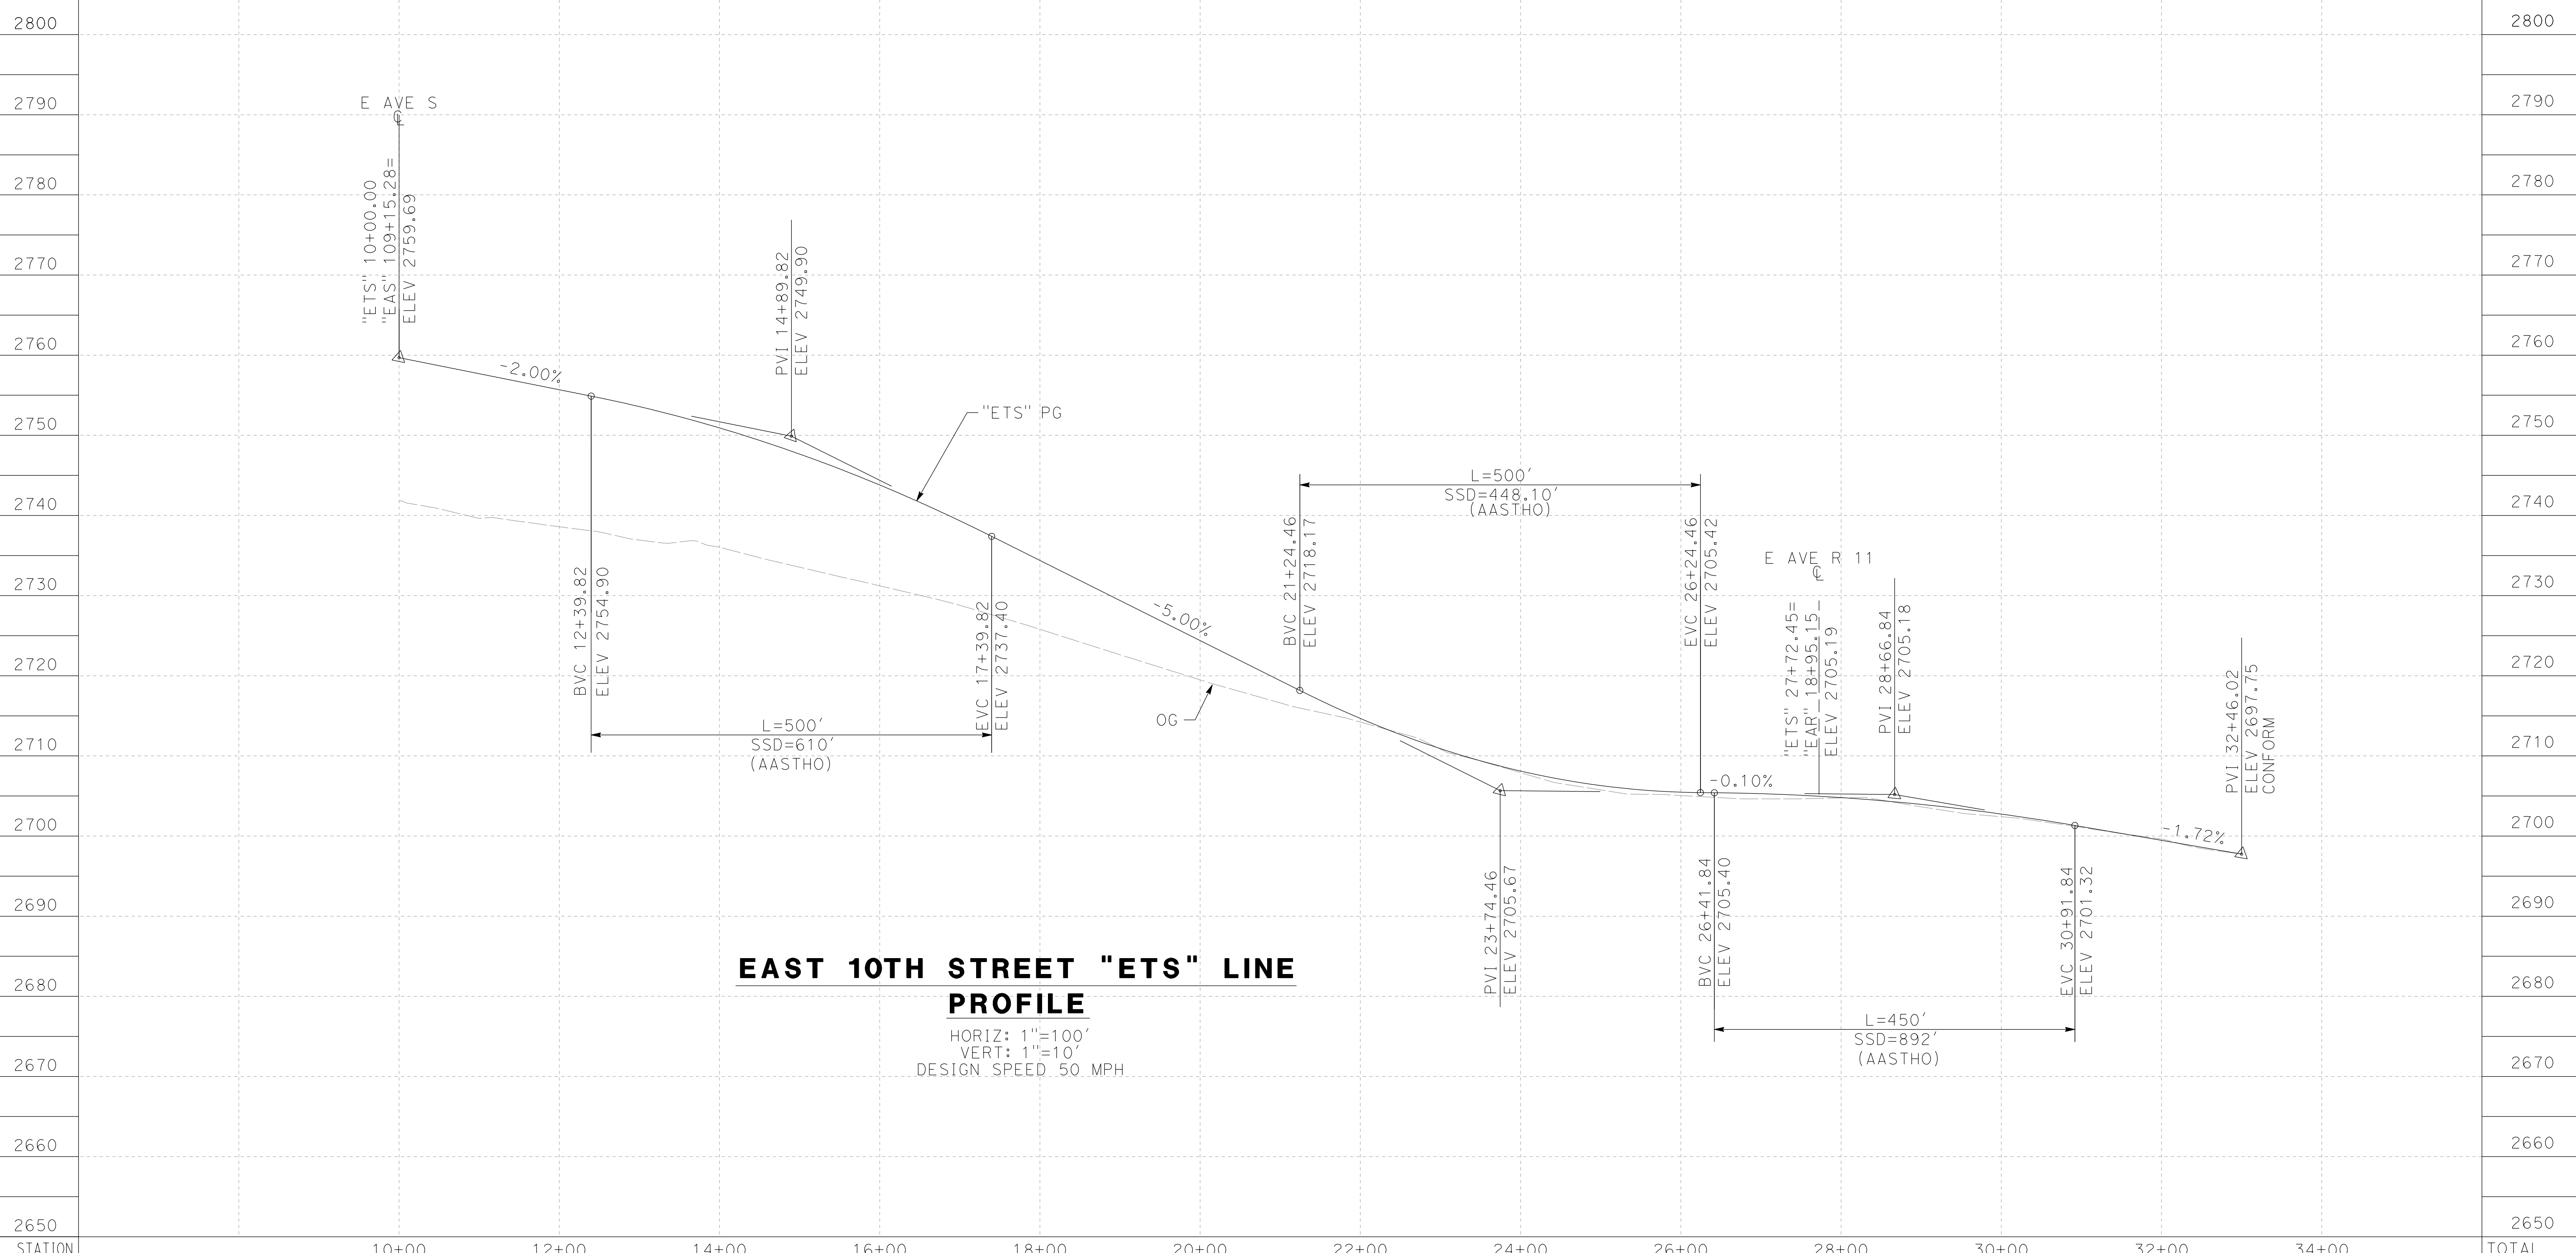 2800
2790
2780
2770
2760
2750
2740
2730
2720
2710
2700
2690
2680
2670
2660
2650
STATION
E AVE S
℄
"ETS" 10+00.00
"EAS" 109+15.28=
ELEV 2759.69
-2.00%
BVC 12+39.82
ELEV 2754.90
PVI 14+89.82
ELEV 2749.90
"ETS" PG
L=500'
SSD=610'
(AASTHO)
EVC 17+39.82
ELEV 2737.40
-5.00%
OG
BVC 21+24.46
ELEV 2718.17
L=500'
SSD=448.10'
(AASTHO)
PVI 23+74.46
ELEV 2705.67
EVC 26+24.46
ELEV 2705.42
-0.10%
BVC 26+41.84
ELEV 2705.40
E AVE R 11
℄
"ETS" 27+72.45=
"EAR" 18+95.15
ELEV 2705.19
PVI 28+66.84
ELEV 2705.18
L=450'
SSD=892'
(AASTHO)
EVC 30+91.84
ELEV 2701.32
-1.72%
PVI 32+46.02
ELEV 2697.75
CONFORM
EAST 10TH STREET "ETS" LINE
PROFILE
HORIZ: 1"=100'
VERT: 1"=10'
DESIGN SPEED 50 MPH
10+00 12+00 14+00 16+00 18+00 20+00 22+00 24+00 26+00 28+00 30+00 32+00 34+00
2800
2790
2780
2770
2760
2750
2740
2730
2720
2710
2700
2690
2680
2670
2660
2650
TOTAL